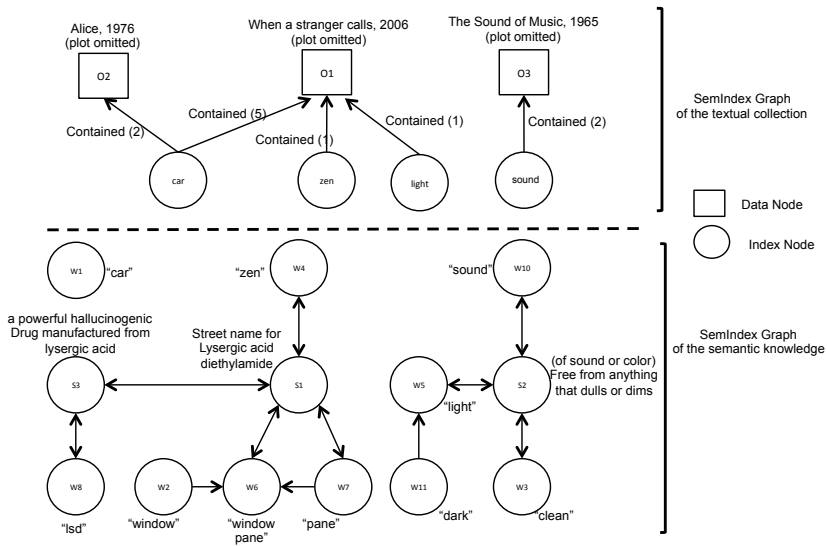 Alice, 1976
(plot omitted)
When a stranger calls, 2006
(plot omitted)
The Sound of Music, 1965
(plot omitted)
O2
O1
O3
Contained (2)
Contained (5)
Contained (1)
Contained (1)
Contained (2)
car
zen
light
sound
SemIndex Graph
of the textual collection
Data Node
Index Node
W1
“car”
“zen”
W4
“sound”
W10
a powerful hallucinogenic
Drug manufactured from
lysergic acid
Street name for
Lysergic acid
diethylamide
(of sound or color)
Free from anything
that dulls or dims
SemIndex Graph
of the semantic knowledge
S3
S1
W5
S2
“light”
W8
W2
W6
W7
W11
W3
“lsd”
“window”
“window
pane”
“pane”
“dark”
“clean”